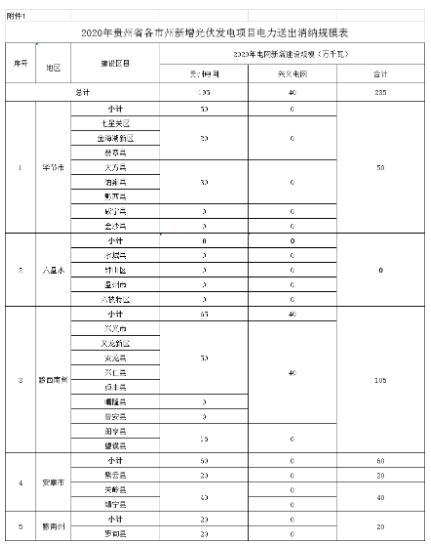 附件1
2020年贵州省各市州新增光伏发电项目电力送出消纳规模表
序号 地区 建设区县 2020年电网新增建设规模（万千瓦）
贵州电网 兴义电网 合计
总计 195 40 235
小计 50 0
七星关区
金海湖新区 20 0
赫章县
1 毕节市 大方县 50
纳雍县 30 0
黔西县
威宁县 0 0
金沙县 0 0
小计 0 0
水城县 0 0
2 六盘水 钟山区 0 0 0
盘州市 0 0
六枝特区 0 0
小计 65 40
兴义市
义龙新区
安龙县 50
3 黔西南州 兴仁县 40 105
贞丰县
晴隆县 0
普安县 0
册亨县 15 0
望谟县
小计 60 0 60
4 安顺市 紫云县 20 0 20
关岭县 40 0 40
镇宁县 0
5 黔南州 小计 20 0 20
罗甸县 20 0